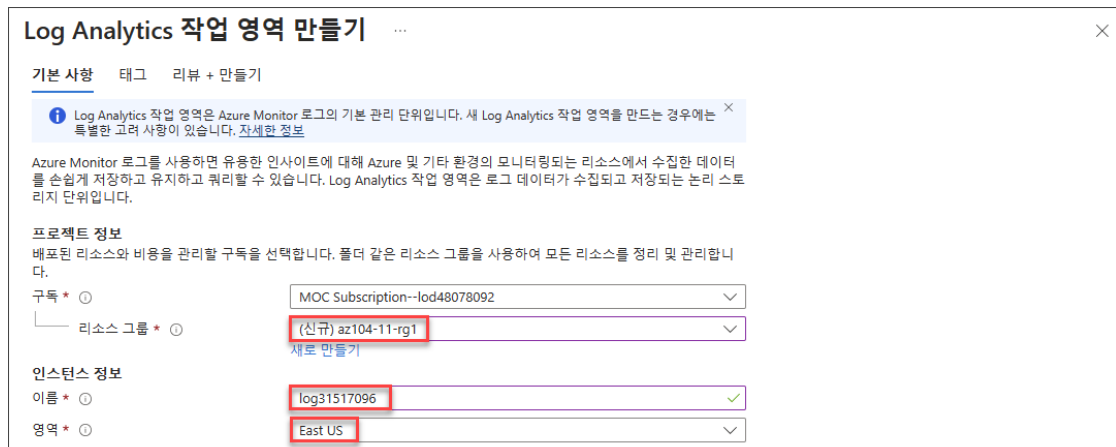 Log Analytics 작업 영역 만들기 ...
기본 사항 태그 리뷰 + 만들기
Log Analytics 작업 영역은 Azure Monitor 로그의 기본 관리 단위입니다. 새 Log Analytics 작업 영역을 만드는 경우에는
특별한 고려 사항이 있습니다. 자세한 정보
Azure Monitor 로그를 사용하면 유용한 인사이트에 대해 Azure 및 기타 환경의 모니터링되는 리소스에서 수집한 데이터
를 손쉽게 저장하고 유지하고 쿼리할 수 있습니다. Log Analytics 작업 영역은 로그 데이터가 수집되고 저장되는 논리 스토
리지 단위입니다.
프로젝트 정보
배포된 리소스와 비용을 관리할 구독을 선택합니다. 폴더 같은 리소스 그룹을 사용하여 모든 리소스를 정리 및 관리합니
다.
구독 * MOC Subscription--lod48078092
리소스 그룹 * (신규) az104-11-rg1
새로 만들기
인스턴스 정보
이름 * log31517096
영역 * East US